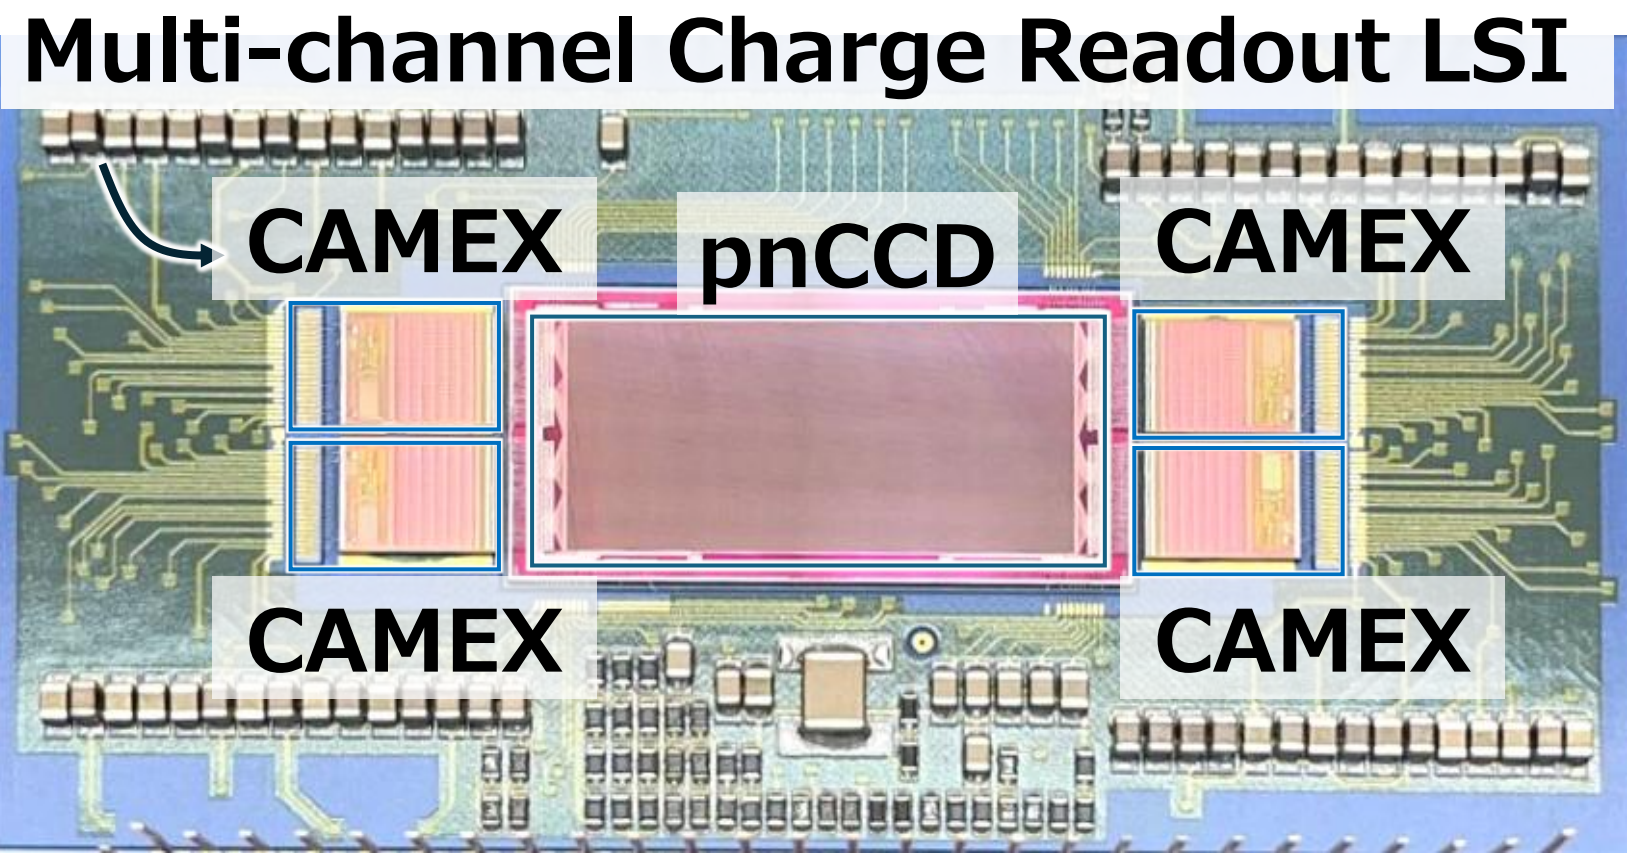 Multi-channel Charge Readout LSI
CAMEX
pnCCD
CAMEX
CAMEX
CAMEX